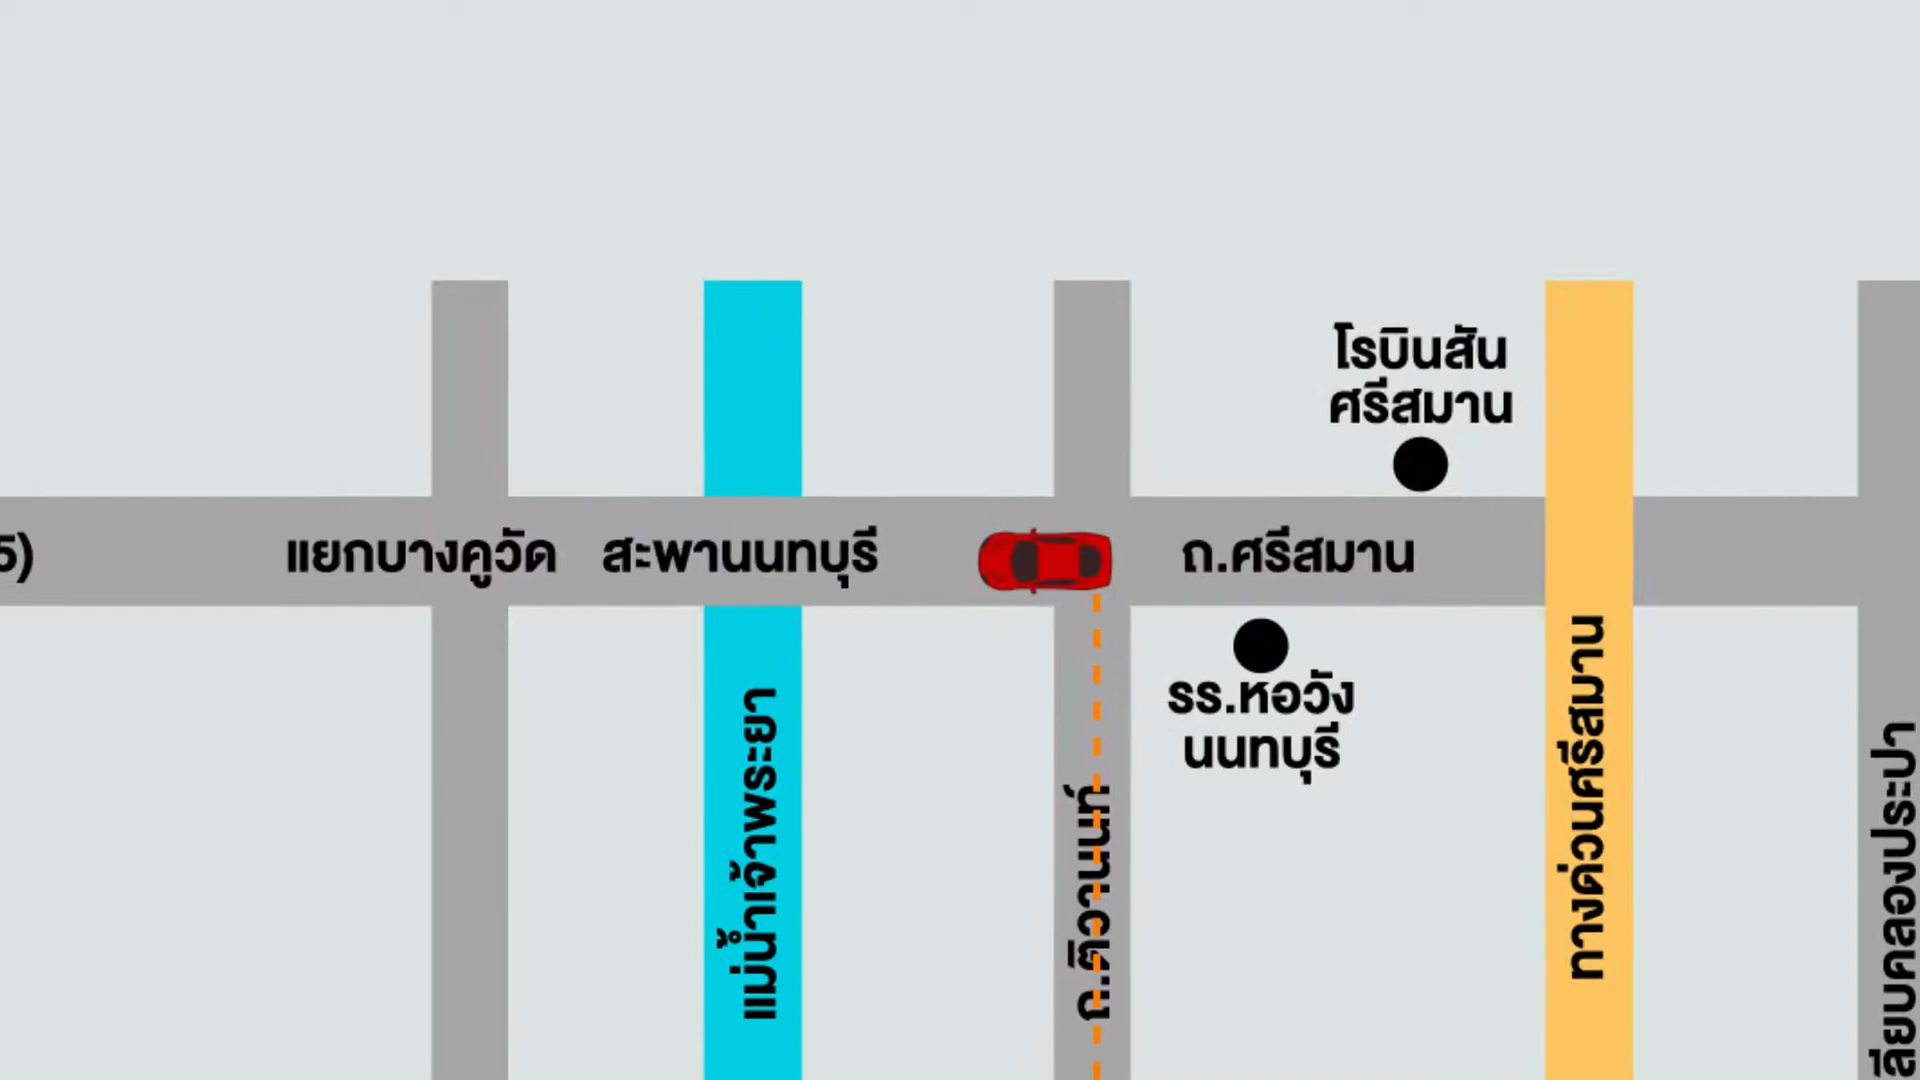 โรบินสัน
ศรีสมาน
5)
แยกบางคูวัด
สะพานนทบุรี
ถ.ศรีสมาน
รร.หอวัง
นนทบุรี
แม่น้ำเจ้าพระยา
ถ.ติวานนท์
ทางด่วนศรีสมาน
เลียบคลองประปา